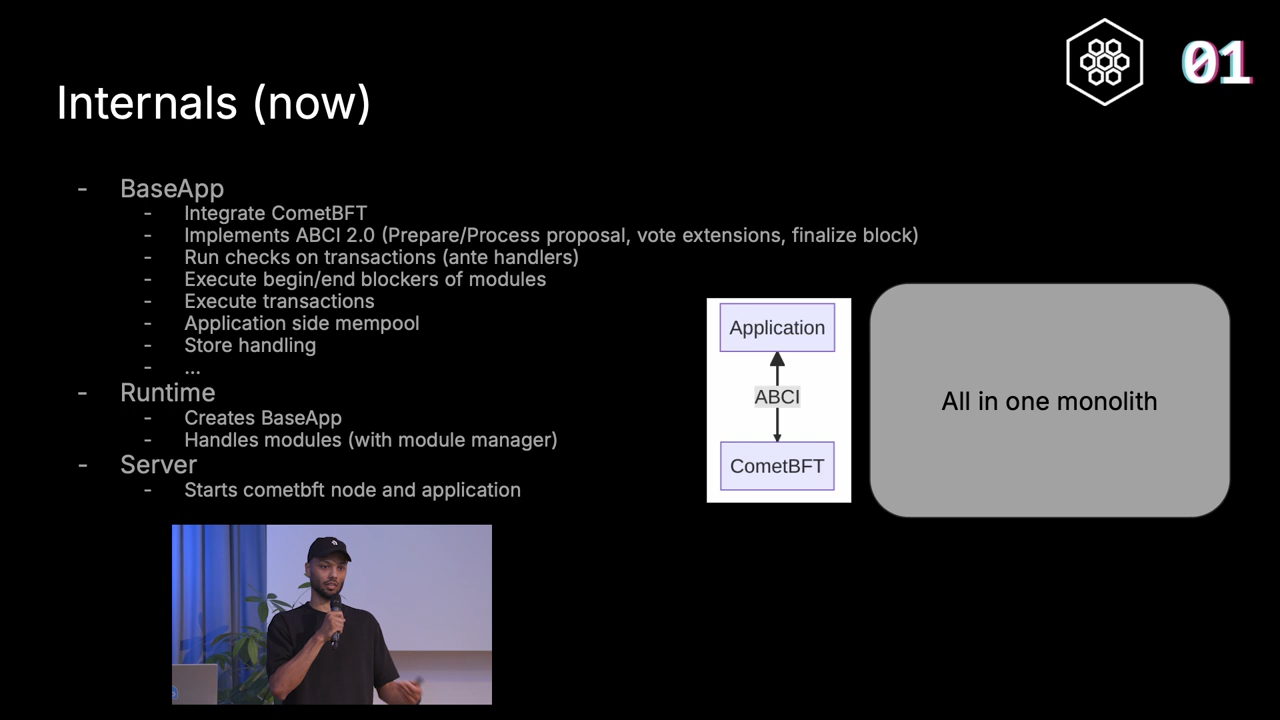 01
Internals (now)
- BaseApp
- Integrate CometBFT
- Implements ABCI 2.0 (Prepare/Process proposal, vote extensions, finalize block)
- Run checks on transactions (ante handlers)
- Execute begin/end blockers of modules
- Execute transactions
- Application side mempool
- Store handling
- ...
- Runtime
- Creates BaseApp
- Handles modules (with module manager)
- Server
- Starts cometbft node and application
Application
ABCI
CometBFT
All in one monolith